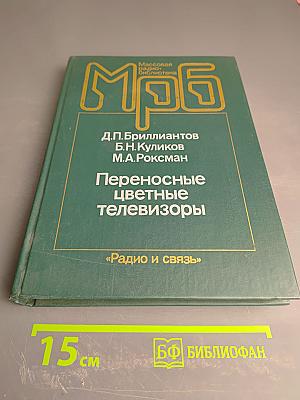 Массовая
радио-
библиотека
Мрб
Д.П.Бриллиантов
Б.Н.Куликов
М.А.Роксман
Переносные
цветные
телевизоры
«Радио и связь»
15 см
БФ БИБЛИОФАН